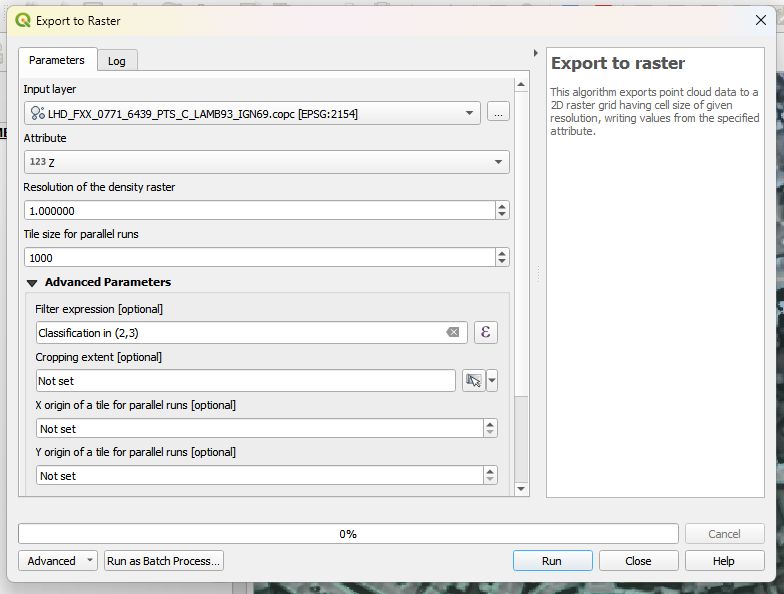 Export to Raster
Parameters
Log
Input layer
LHD_FXX_0771_6439_PTS_C_LAMB93_IGN69.copc [EPSG:2154]
...
Attribute
123 Z
Resolution of the density raster
1.000000
Tile size for parallel runs
1000
Advanced Parameters
Filter expression [optional]
Classification in (2,3)
ε
Cropping extent [optional]
Not set
X origin of a tile for parallel runs [optional]
Not set
Y origin of a tile for parallel runs [optional]
Not set
Export to raster
This algorithm exports point cloud data to a
2D raster grid having cell size of given
resolution, writing values from the specified
attribute.
0%
Cancel
Advanced
Run as Batch Process...
Run
Close
Help